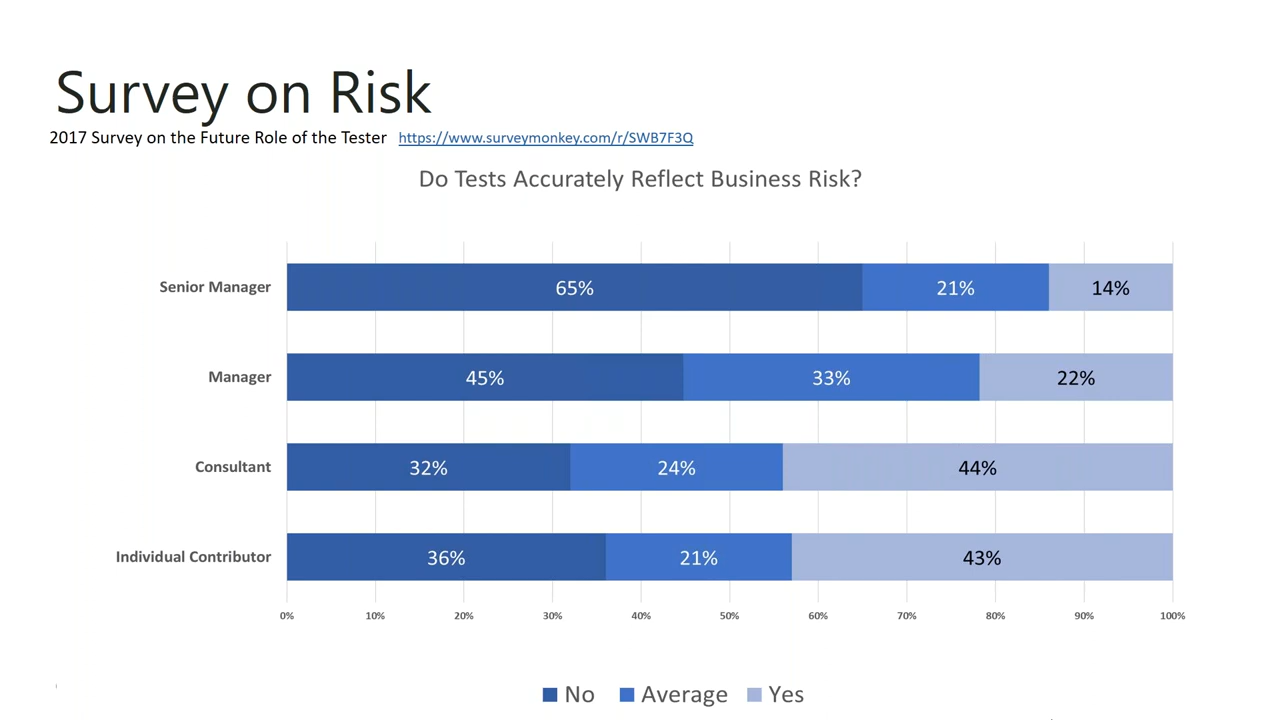 Survey on Risk
2017 Survey on the Future Role of the Tester https://www.surveymonkey.com/r/SWB7F3Q
Do Tests Accurately Reflect Business Risk?
Senior Manager 65% 21% 14%
Manager 45% 33% 22%
Consultant 32% 24% 44%
Individual Contributor 36% 21% 43%
0% 10% 20% 30% 40% 50% 60% 70% 80% 90% 100%
No Average Yes